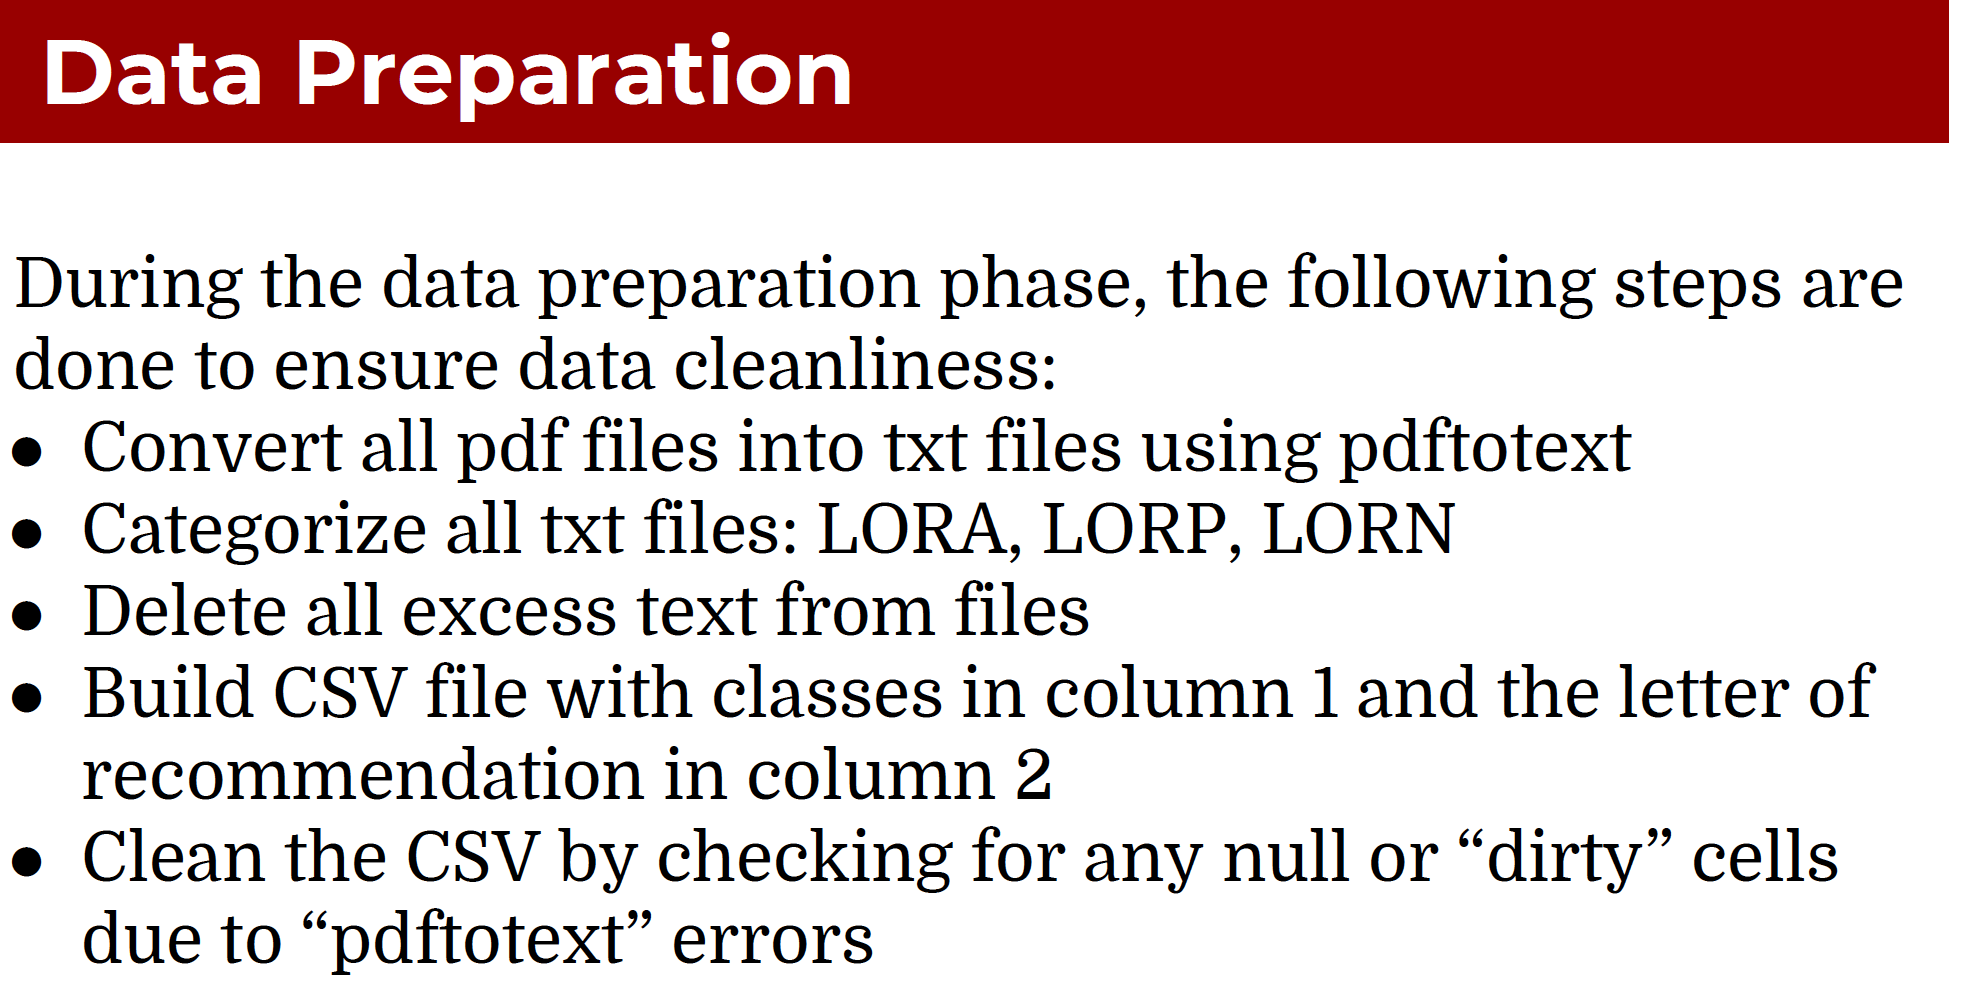 Data Preparation
During the data preparation phase, the following steps are
done to ensure data cleanliness:
● Convert all pdf files into txt files using pdftotext
● Categorize all txt files: LORA, LORP, LORN
● Delete all excess text from files
● Build CSV file with classes in column 1 and the letter of
recommendation in column 2
● Clean the CSV by checking for any null or “dirty” cells
due to “pdftotext” errors